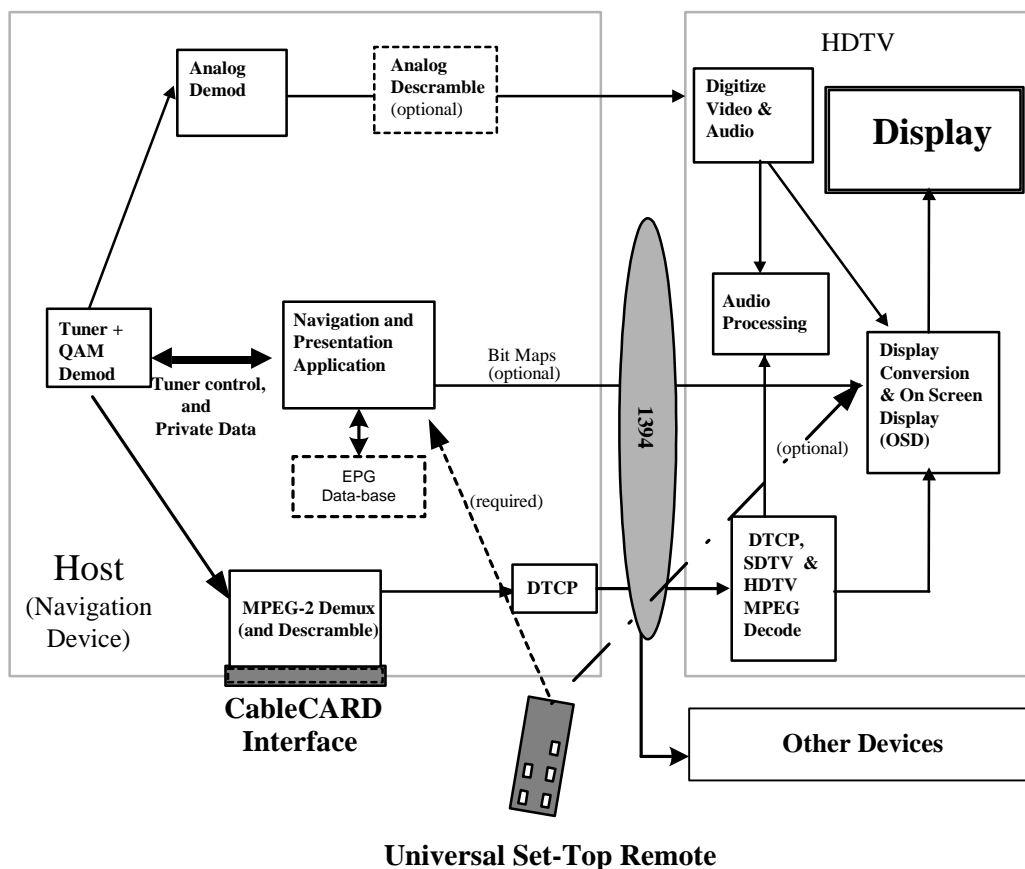 HDTV
Analog
Demod
Analog
Descramble
(optional)
Digitize
Video &
Audio
Display
Tuner +
QAM
Demod
Tuner control,
and
Private Data
Navigation and
Presentation
Application
Bit Maps
(optional)
1394
Audio
Processing
Display
Conversion
& On Screen
Display
(OSD)
(optional)
EPG
Data-base
(required)
Host
(Navigation
Device)
MPEG-2 Demux
(and Descramble)
DTCP
DTCP,
SDTV &
HDTV
MPEG
Decode
CableCARD
Interface
Other Devices
Universal Set-Top Remote